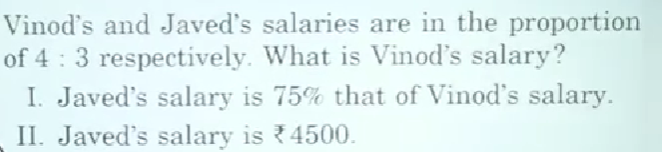 Vinod's and Javed's salaries are in the proportion
of 4 : 3 respectively. What is Vinod's salary?
I. Javed's salary is 75% that of Vinod's salary.
II. Javed's salary is ₹4500.